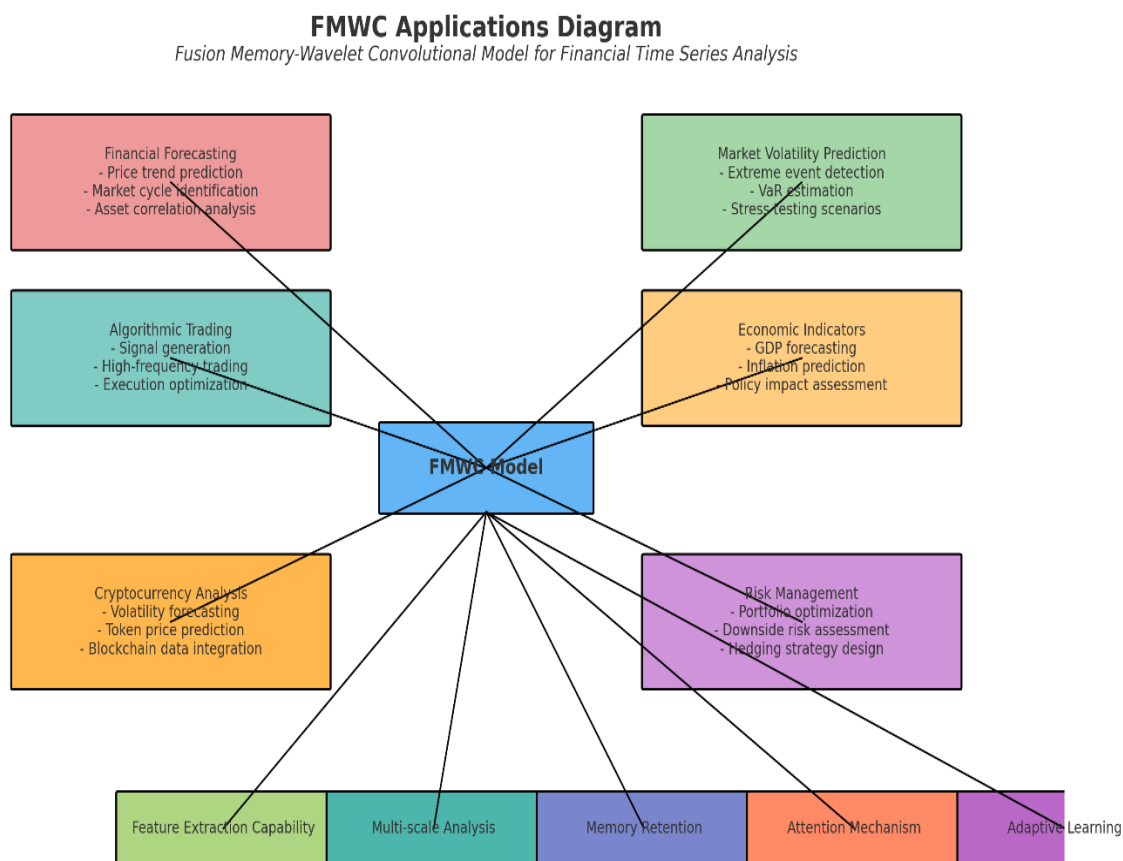 FMWC Applications Diagram
Fusion Memory-Wavelet Convolutional Model for Financial Time Series Analysis
Financial Forecasting
- Price trend prediction
- Market cycle identification
- Asset correlation analysis
Market Volatility Prediction
- Extreme event detection
- VaR estimation
- Stress testing scenarios
Algorithmic Trading
- Signal generation
- High-frequency trading
- Execution optimization
Economic Indicators
- GDP forecasting
- Inflation prediction
- Policy impact assessment
FMWC Model
Cryptocurrency Analysis
- Volatility forecasting
- Token price prediction
- Blockchain data integration
Risk Management
- Portfolio optimization
- Downside risk assessment
- Hedging strategy design
Feature Extraction Capability
Multi-scale Analysis
Memory Retention
Attention Mechanism
Adaptive Learning